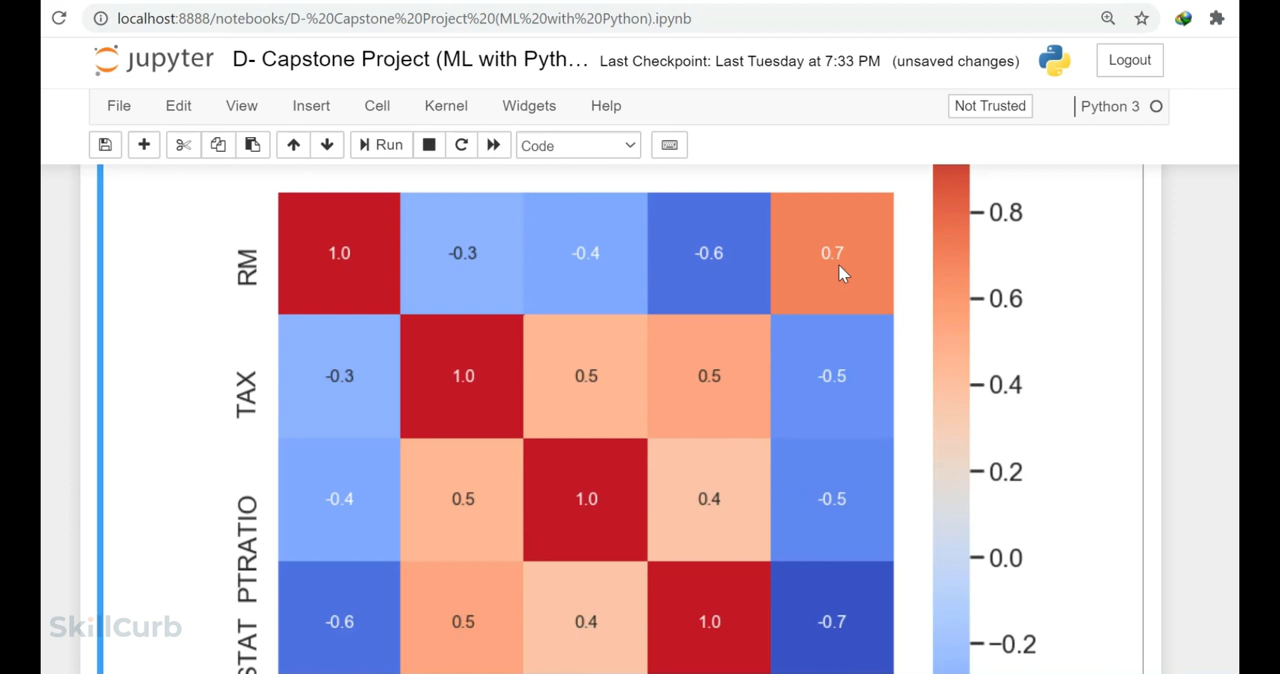 localhost:8888/notebooks/D-%20Capstone%20Project%20(ML%20with%20Python).ipynb
jupyter D- Capstone Project (ML with Pyth... Last Checkpoint: Last Tuesday at 7:33 PM (unsaved changes) Logout
File Edit View Insert Cell Kernel Widgets Help Not Trusted Python 3
Run Code
RM 1.0 -0.3 -0.4 -0.6 0.7
TAX -0.3 1.0 0.5 0.5 -0.5
PTRATIO -0.4 0.5 1.0 0.4 -0.5
STAT -0.6 0.5 0.4 1.0 -0.7
0.8
0.6
0.4
0.2
0.0
−0.2
SkillCurb